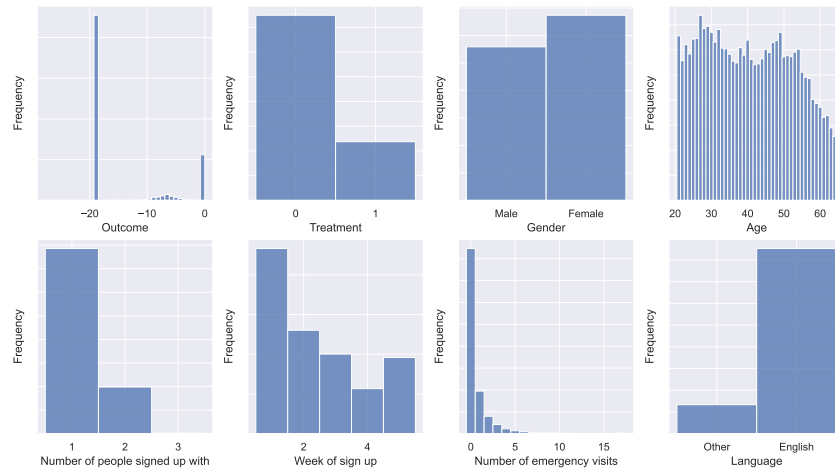 Frequency
−20 −10 0
Outcome
Frequency
0 1
Treatment
Frequency
Male Female
Gender
Frequency
20 30 40 50 60
Age
Frequency
1 2 3
Number of people signed up with
Frequency
2 4
Week of sign up
Frequency
0 5 10 15
Number of emergency visits
Frequency
Other English
Language